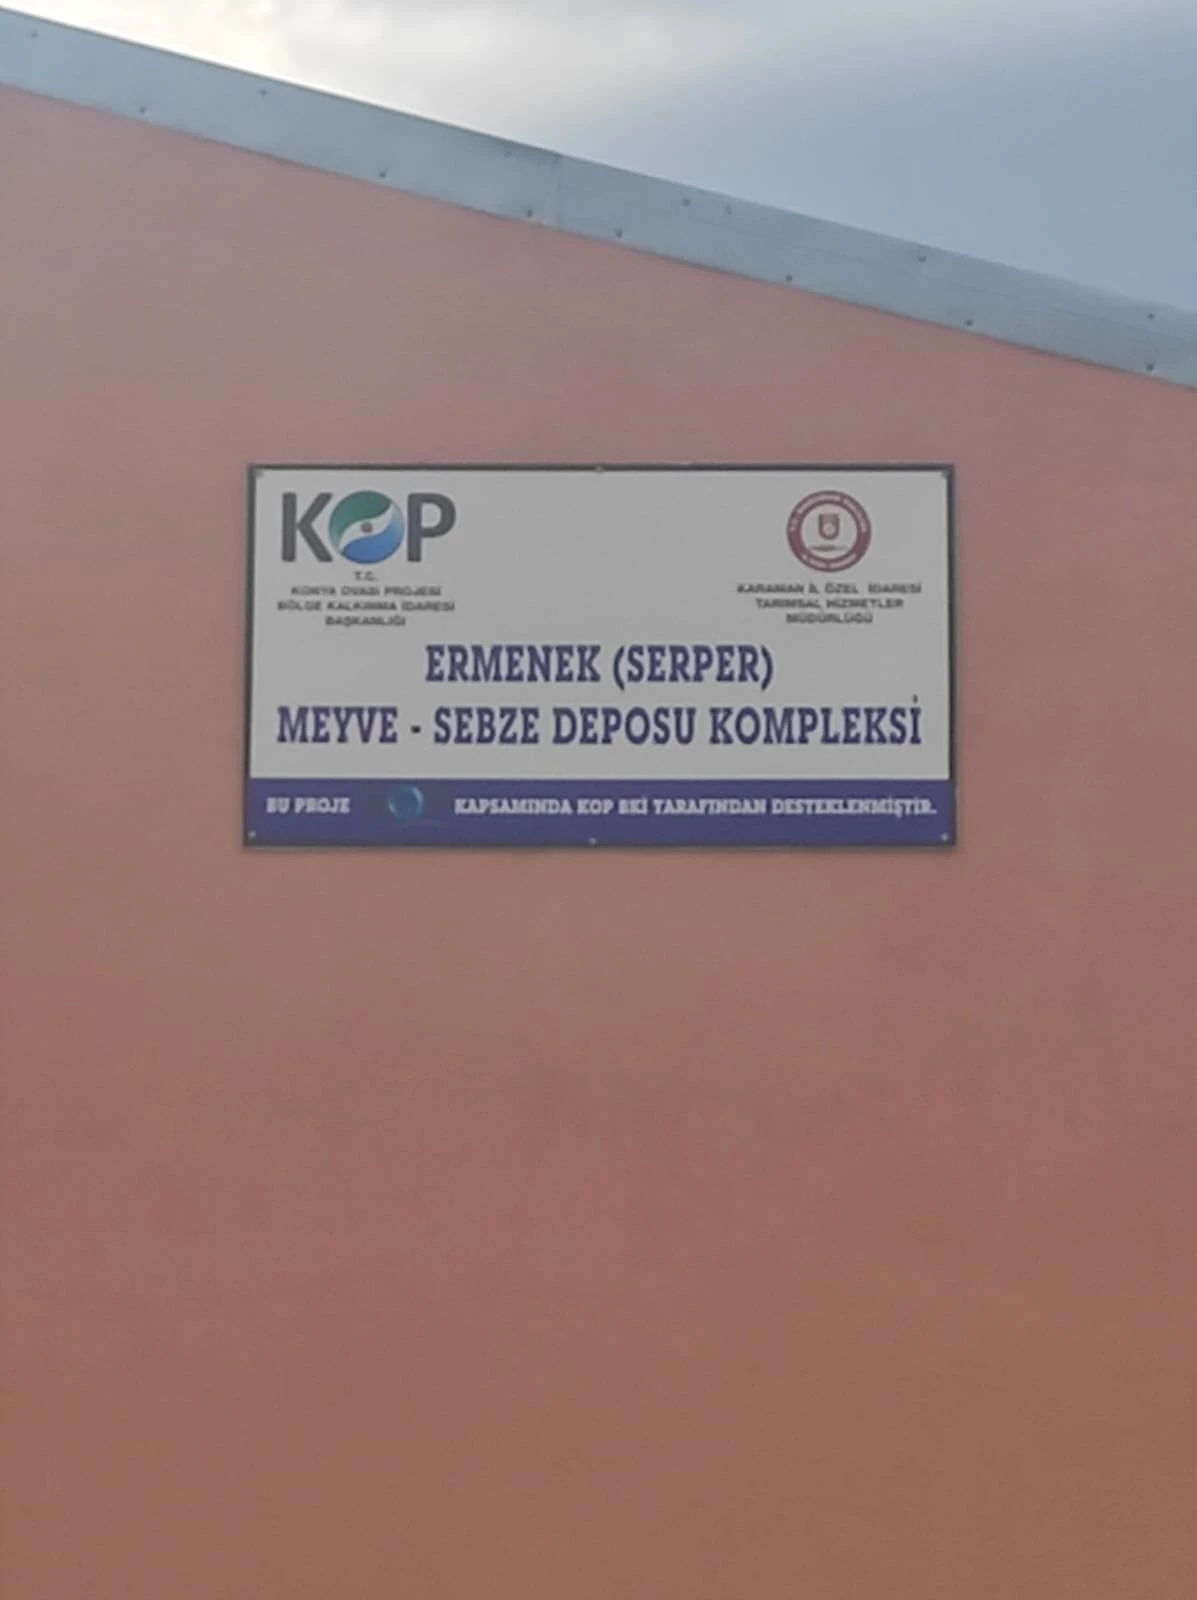 KOP
T.C.
KONYA OVASI PROJESİ
BÖLGE KALKINMA İDARESİ
BAŞKANLIĞI
KARAMAN İL ÖZEL İDARESİ
TARIMSAL HİZMETLER
MÜDÜRLÜĞÜ
ERMENEK (SERPER)
MEYVE - SEBZE DEPOSU KOMPLEKSİ
BU PROJE KAPSAMINDA KOP BKİ TARAFINDAN DESTEKLENMİŞTİR.